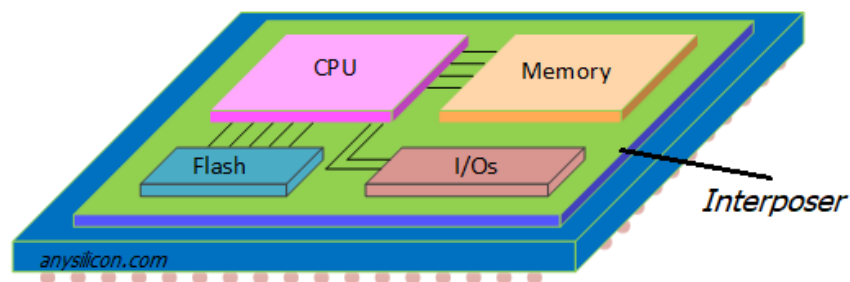 CPU
Memory
Flash
I/Os
Interposer
anysilicon.com